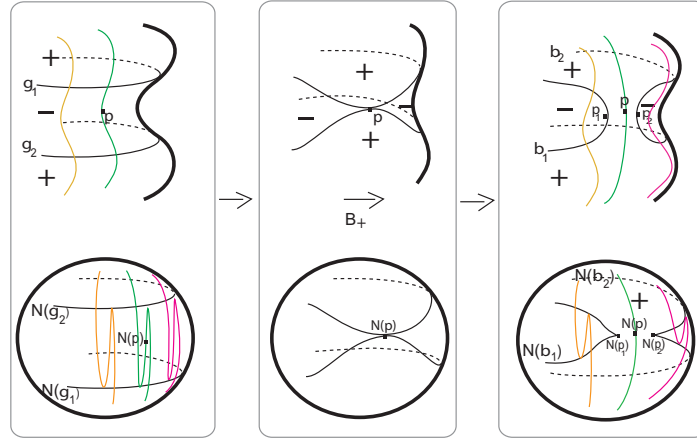 +
g1
−
p
−
g2
+
N(g2)
N(p)
N(g1)
+
−
p
−
+
B+
N(p)
b2
+
−
p1
p
−
p2
b1
+
N(b2)
+
N(p)
N(p1)
N(p2)
N(b1)